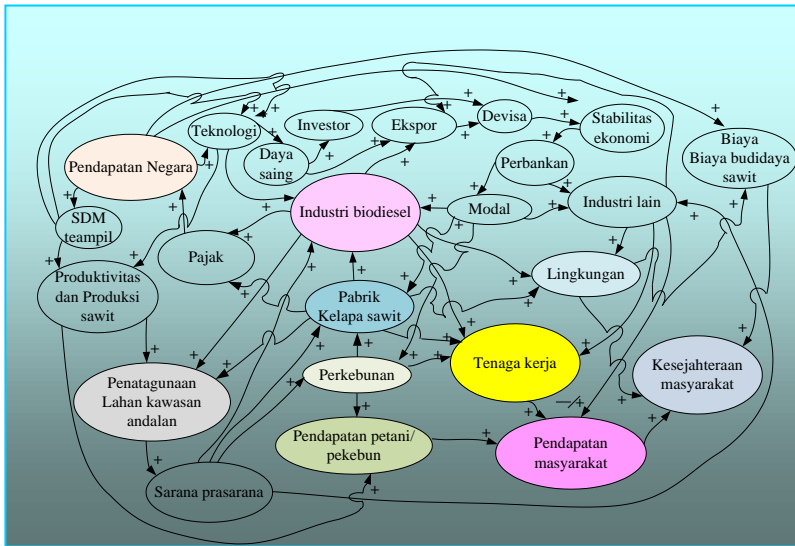 Teknologi
Investor
Ekspor
Devisa
Stabilitas
ekonomi
Daya
saing
Perbankan
Biaya
Biaya budidaya
sawit
Pendapatan Negara
SDM
teampil
Industri biodiesel
Modal
Industri lain
Pajak
Lingkungan
Produktivitas
dan Produksi
sawit
Pabrik
Kelapa sawit
Tenaga kerja
Kesejahteraan
masyarakat
Perkebunan
Penatagunaan
Lahan kawasan
andalan
Pendapatan petani/
pekebun
Pendapatan
masyarakat
Sarana prasarana